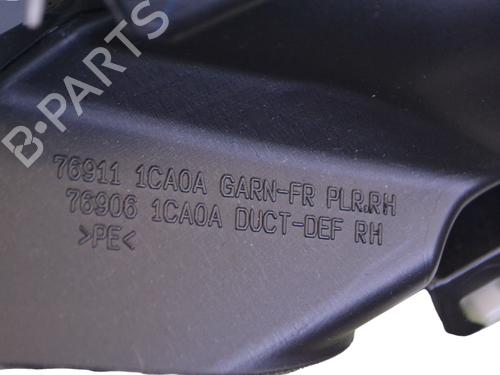 B-PARTS
76911 1CA0A GARN-FR PLR.RH
76906 1CA0A DUCT-DEF RH
>PE<